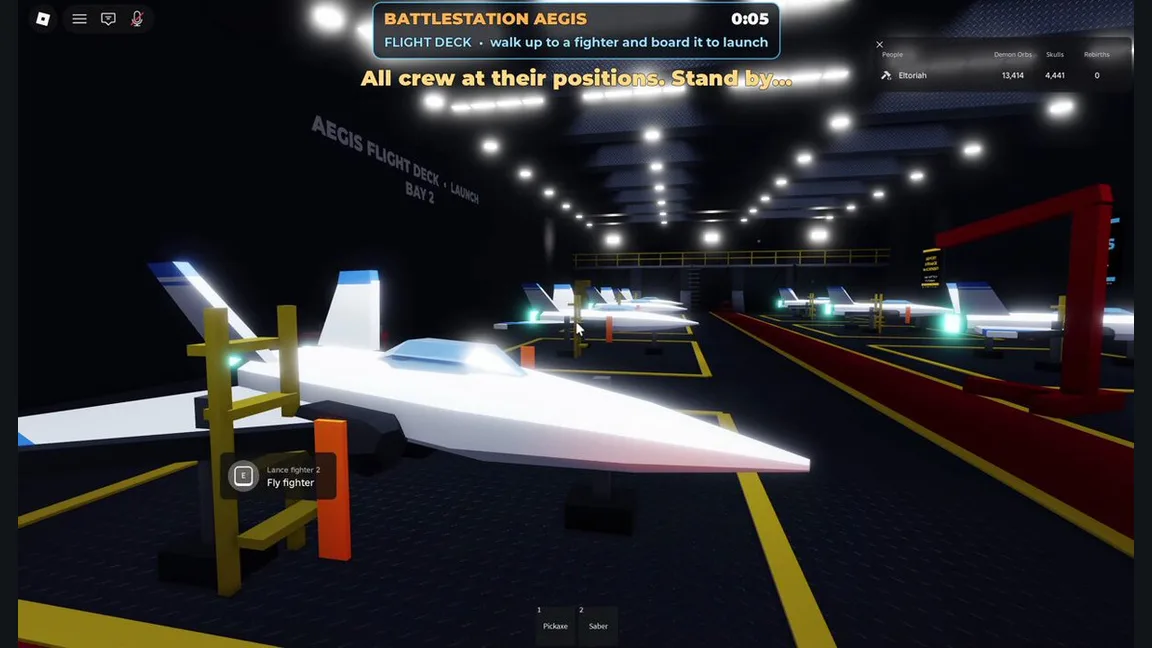 BATTLESTATION AEGIS 0:05
FLIGHT DECK · walk up to a fighter and board it to launch
All crew at their positions. Stand by...
People Demon Orbs Skulls Rebirths
Eltoriah 13,414 4,441 0
AEGIS FLIGHT DECK · LAUNCH
BAY 2
E
Lance fighter 2
Fly fighter
1 Pickaxe
2 Saber